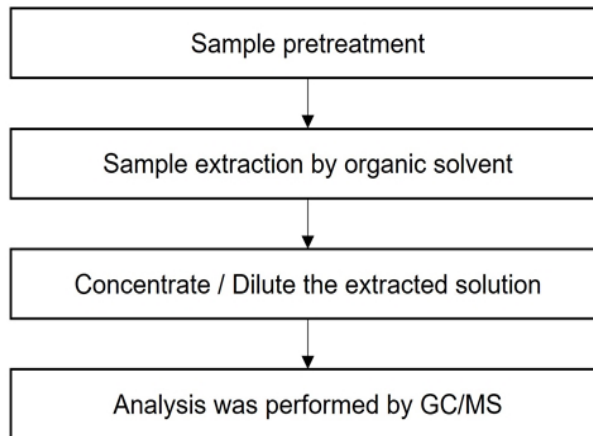 Sample pretreatment
Sample extraction by organic solvent
Concentrate / Dilute the extracted solution
Analysis was performed by GC/MS